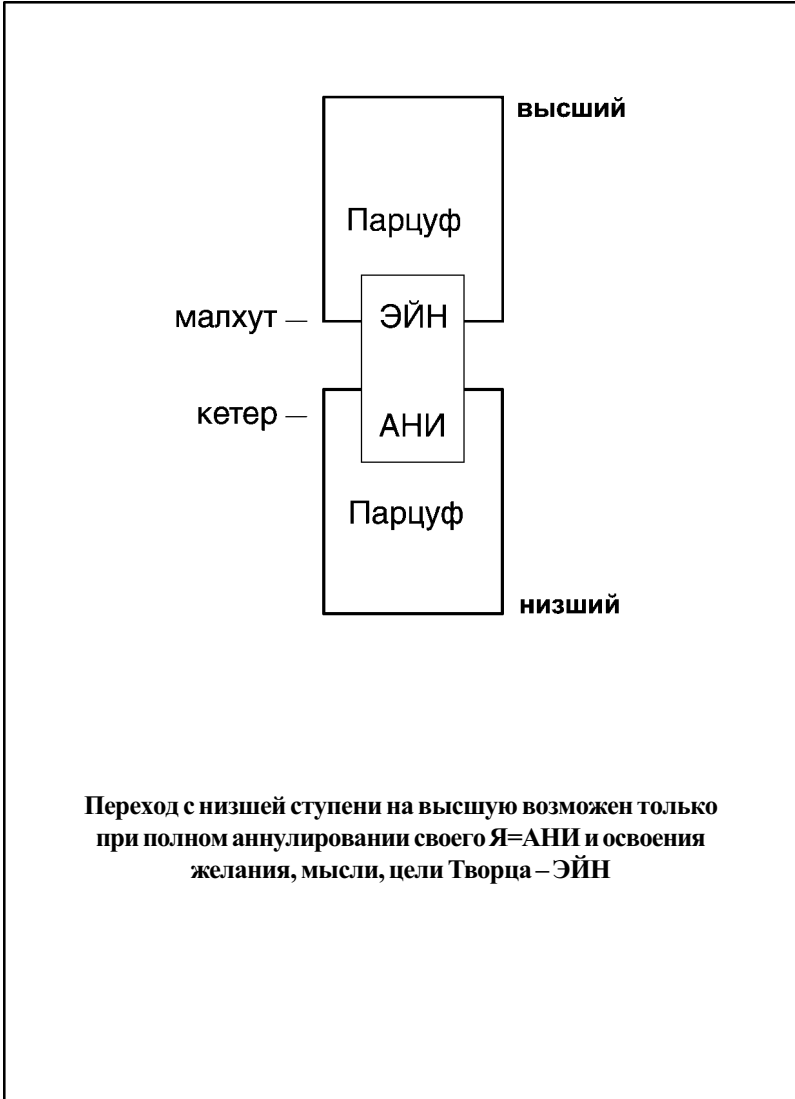 высший
Парцуф
малхут –
ЭЙН
кетер –
АНИ
Парцуф
низший
Переход с низшей ступени на высшую возможен только
при полном аннулировании своего Я=АНИ и освоения
желания, мысли, цели Творца – ЭЙН